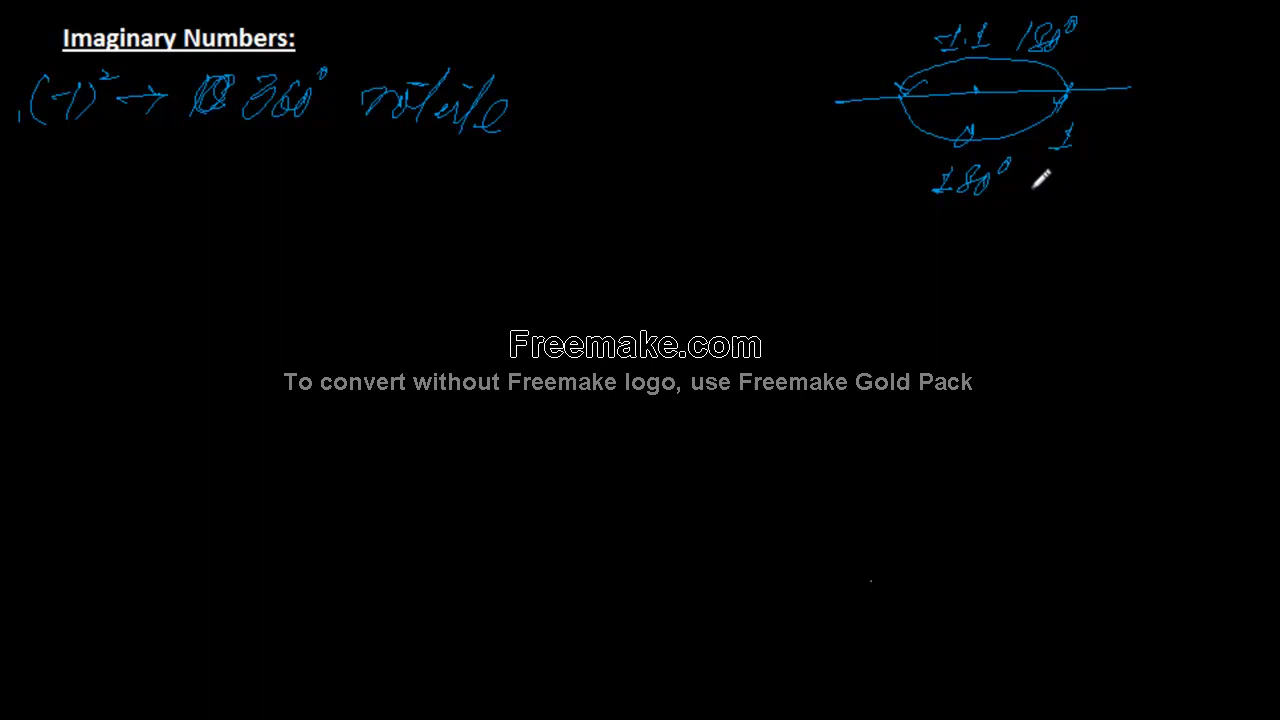 Imaginary Numbers:
-1.1 180°
(-1)² → 360° rotate
1
180°
Freemake.com
To convert without Freemake logo, use Freemake Gold Pack